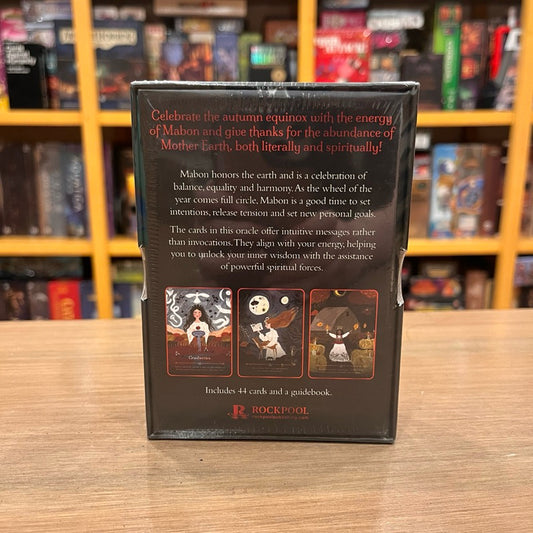 Celebrate the autumn equinox with the energy
of Mabon and give thanks for the abundance of
Mother Earth, both literally and spiritually!
Mabon honors the earth and is a celebration of
balance, equality and harmony. As the wheel of the
year comes full circle, Mabon is a good time to set
intentions, release tension and set new personal goals.
The cards in this oracle offer intuitive messages rather
than invocations. They align with your energy, helping
you to unlock your inner wisdom with the assistance
of powerful spiritual forces.
Includes 44 cards and a guidebook.
R ROCKPOOL
rockpoolpublishing.com